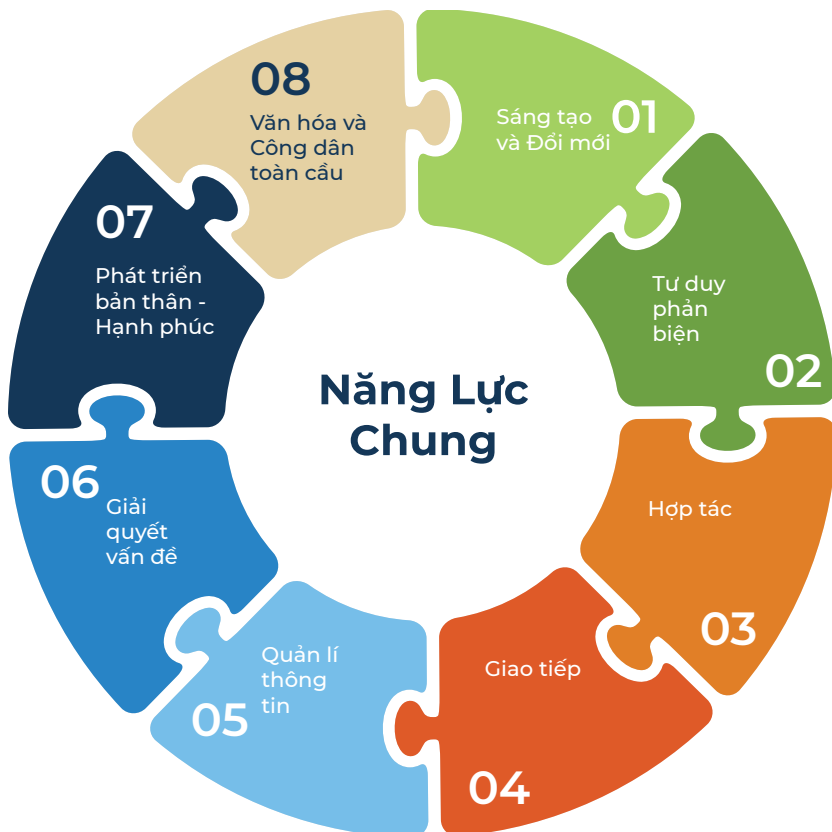 Năng Lực
Chung
01
Sáng tạo
và Đổi mới
02
Tư duy
phản
biện
03
Hợp tác
04
Giao tiếp
05
Quản lí
thông
tin
06
Giải
quyết
vấn đề
07
Phát triển
bản thân -
Hạnh phúc
08
Văn hóa và
Công dân
toàn cầu